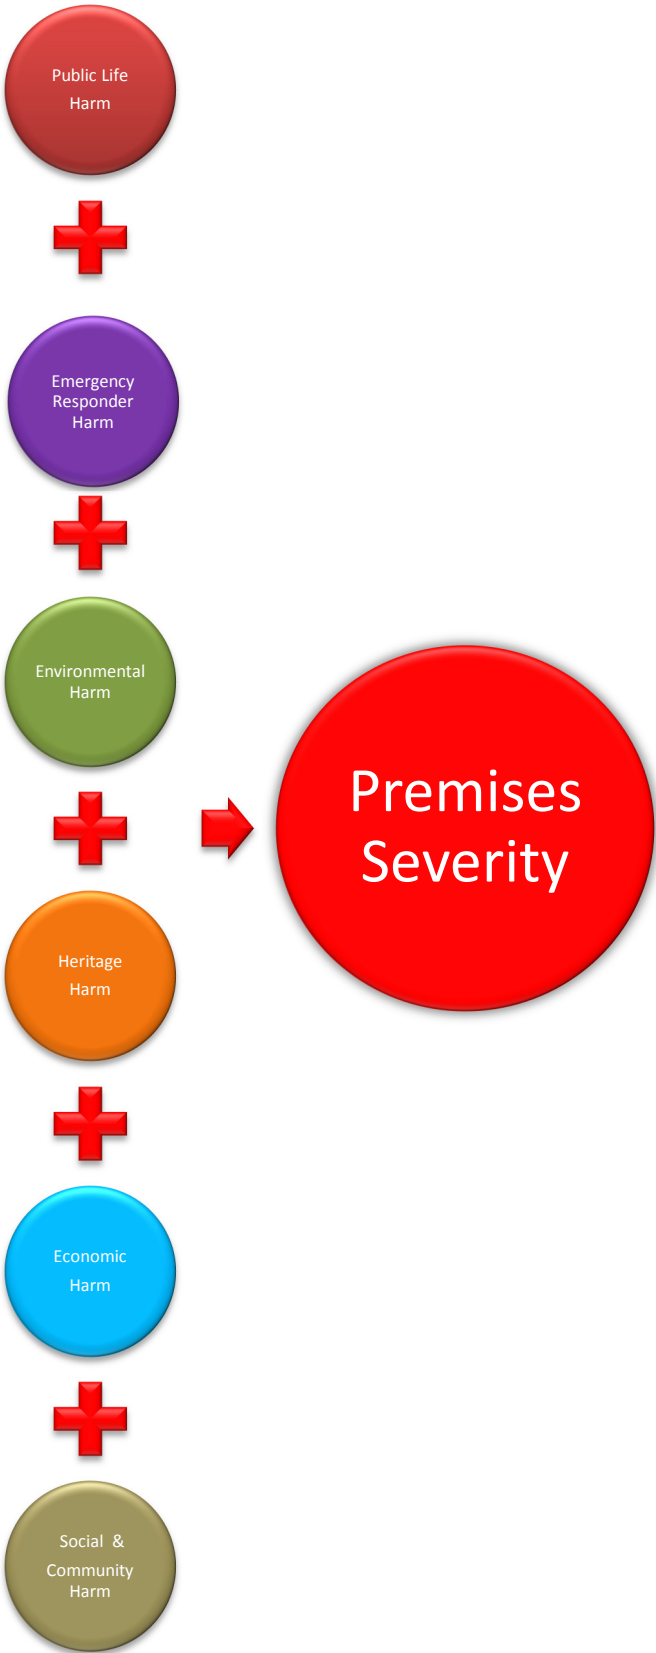 Public Life
Harm
Emergency
Responder
Harm
Environmental
Harm
Heritage
Harm
Economic
Harm
Social &
Community
Harm
Premises
Severity